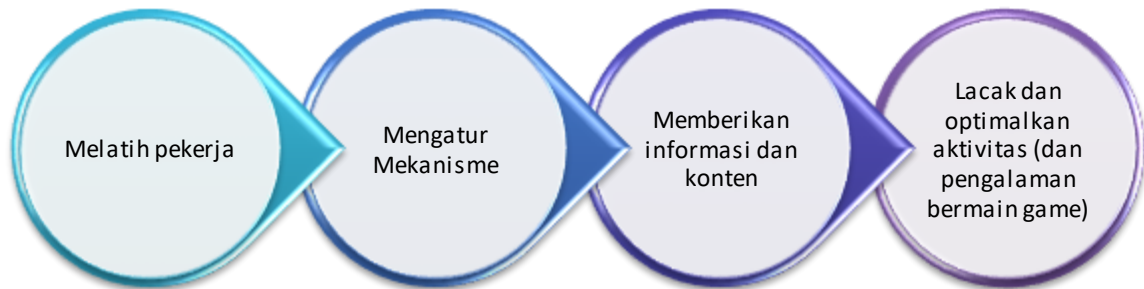 Melatih pekerja
Mengatur
Mekanisme
Memberikan
informasi dan
konten
Lacak dan
optimalkan
aktivitas (dan
pengalaman
bermain game)